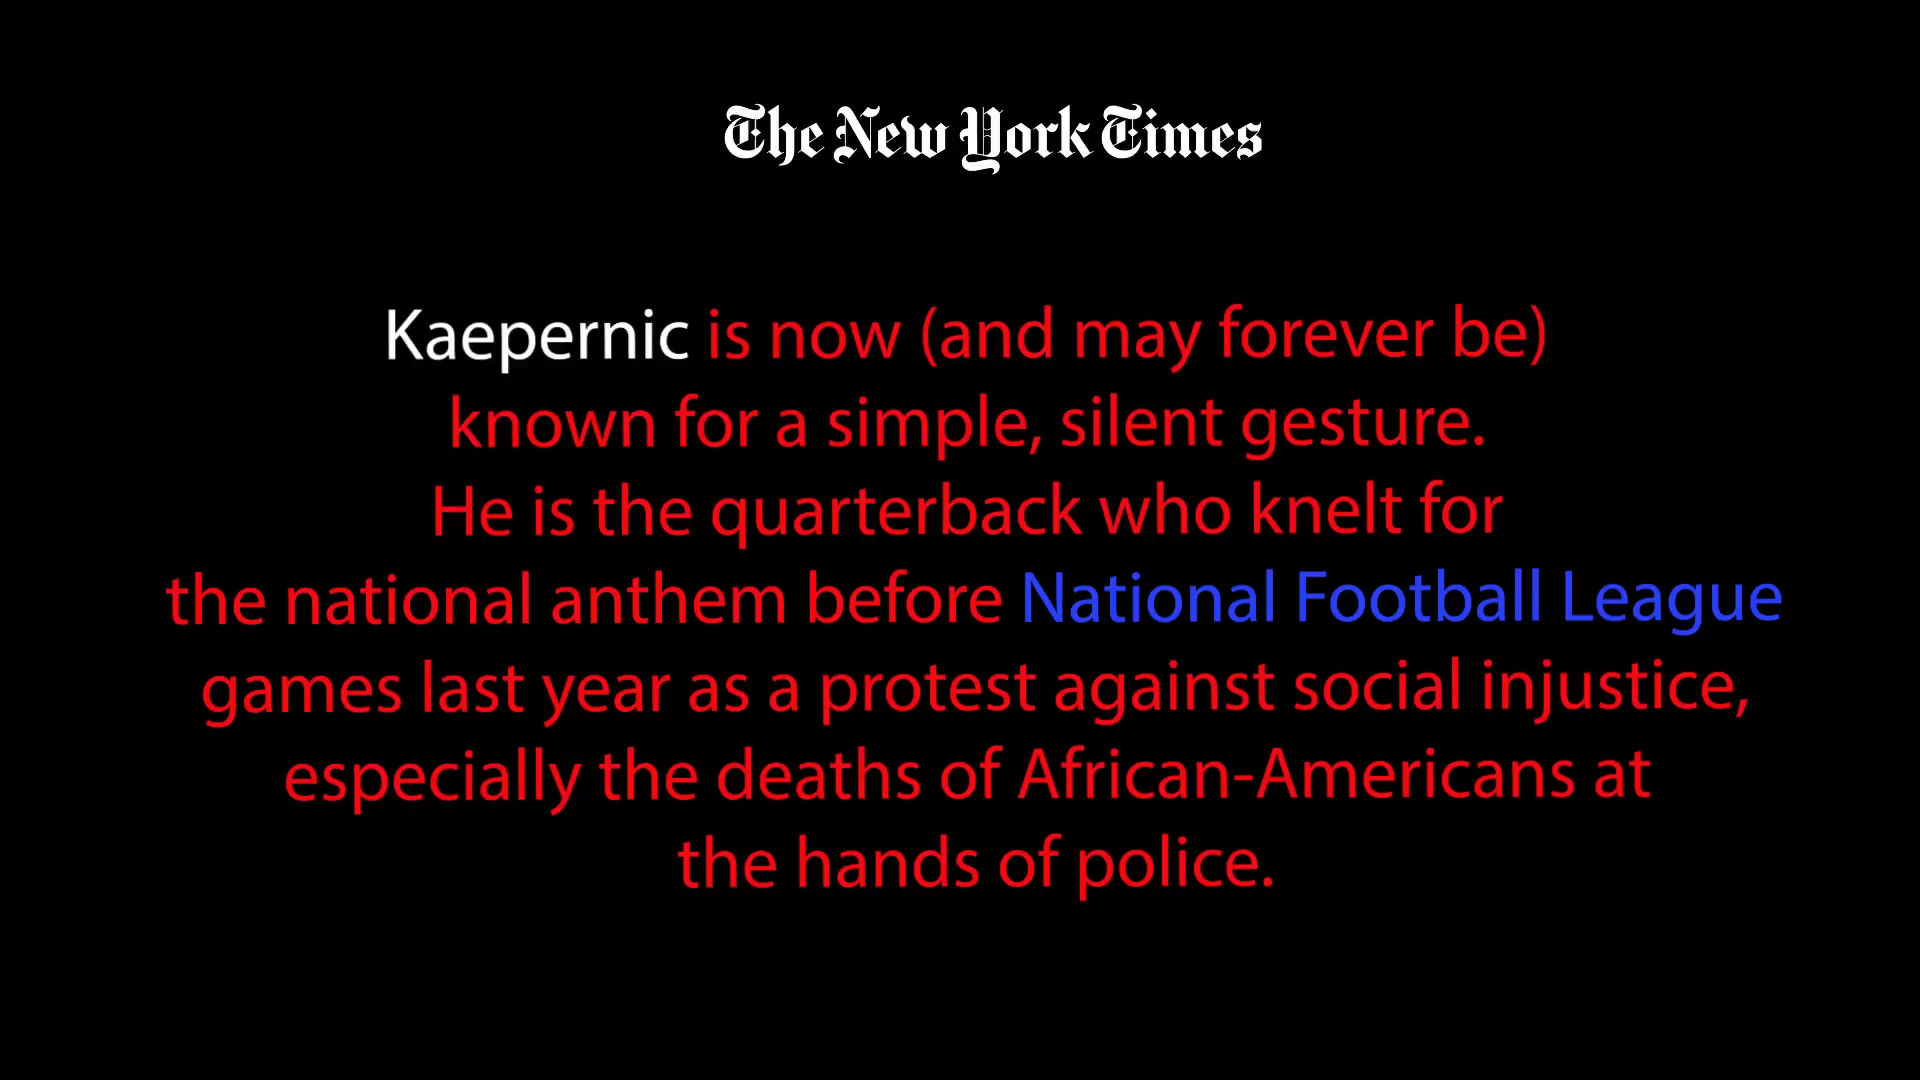 The New York Times
Kaepernic is now (and may forever be)
known for a simple, silent gesture.
He is the quarterback who knelt for
the national anthem before National Football League
games last year as a protest against social injustice,
especially the deaths of African-Americans at
the hands of police.